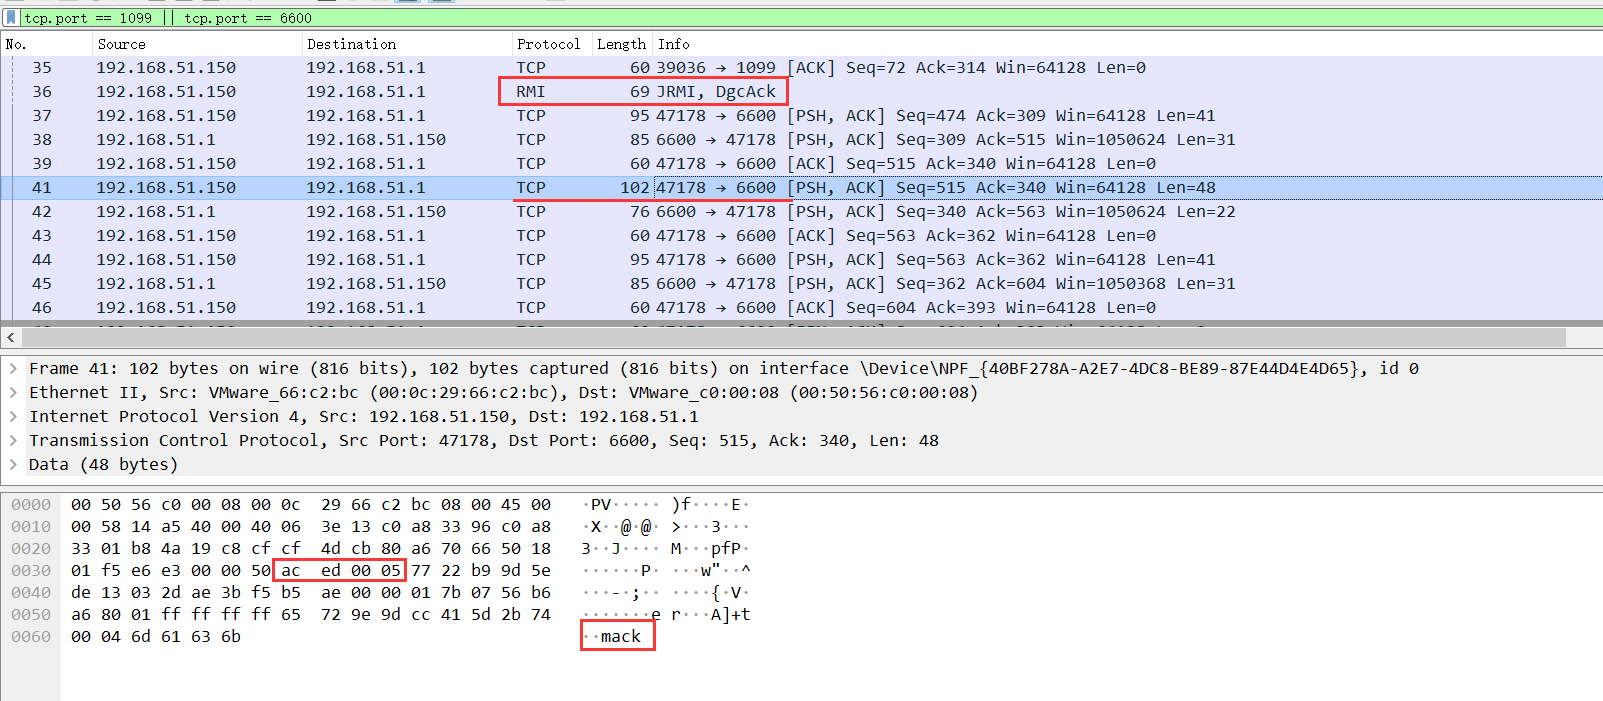 tcp.port == 1099 || tcp.port == 6600
No. Source Destination Protocol Length Info
35 192.168.51.150 192.168.51.1 TCP 60 39036 → 1099 [ACK] Seq=72 Ack=314 Win=64128 Len=0
36 192.168.51.150 192.168.51.1 RMI 69 JRMI, DgcAck
37 192.168.51.150 192.168.51.1 TCP 95 47178 → 6600 [PSH, ACK] Seq=474 Ack=309 Win=64128 Len=41
38 192.168.51.1 192.168.51.150 TCP 85 6600 → 47178 [PSH, ACK] Seq=309 Ack=515 Win=1050624 Len=31
39 192.168.51.150 192.168.51.1 TCP 60 47178 → 6600 [ACK] Seq=515 Ack=340 Win=64128 Len=0
41 192.168.51.150 192.168.51.1 TCP 102 47178 → 6600 [PSH, ACK] Seq=515 Ack=340 Win=64128 Len=48
42 192.168.51.1 192.168.51.150 TCP 76 6600 → 47178 [PSH, ACK] Seq=340 Ack=563 Win=1050624 Len=22
43 192.168.51.150 192.168.51.1 TCP 60 47178 → 6600 [ACK] Seq=563 Ack=362 Win=64128 Len=0
44 192.168.51.150 192.168.51.1 TCP 95 47178 → 6600 [PSH, ACK] Seq=563 Ack=362 Win=64128 Len=41
45 192.168.51.1 192.168.51.150 TCP 85 6600 → 47178 [PSH, ACK] Seq=362 Ack=604 Win=1050368 Len=31
46 192.168.51.150 192.168.51.1 TCP 60 47178 → 6600 [ACK] Seq=604 Ack=393 Win=64128 Len=0
Frame 41: 102 bytes on wire (816 bits), 102 bytes captured (816 bits) on interface \Device\NPF_{40BF278A-A2E7-4DC8-BE89-87E44D4E4D65}, id 0
Ethernet II, Src: VMware_66:c2:bc (00:0c:29:66:c2:bc), Dst: VMware_c0:00:08 (00:50:56:c0:00:08)
Internet Protocol Version 4, Src: 192.168.51.150, Dst: 192.168.51.1
Transmission Control Protocol, Src Port: 47178, Dst Port: 6600, Seq: 515, Ack: 340, Len: 48
Data (48 bytes)
0000 00 50 56 c0 00 08 00 0c 29 66 c2 bc 08 00 45 00 ·PV····· )f····E·
0010 00 58 14 a5 40 00 40 06 3e 13 c0 a8 33 96 c0 a8 ·X··@·@· >···3···
0020 33 01 b8 4a 19 c8 cf cf 4d cb 80 a6 70 66 50 18 3··J···· M···pfP·
0030 01 f5 e6 e3 00 00 50 ac ed 00 05 77 22 b9 9d 5e ······P· ···w"··^
0040 de 13 03 2d ae 3b f5 b5 ae 00 00 01 7b 07 56 b6 ···-·;·· ····{·V·
0050 a6 80 01 ff ff ff ff 65 72 9e 9d cc 41 5d 2b 74 ·······e r···A]+t
0060 00 04 6d 61 63 6b ··mack